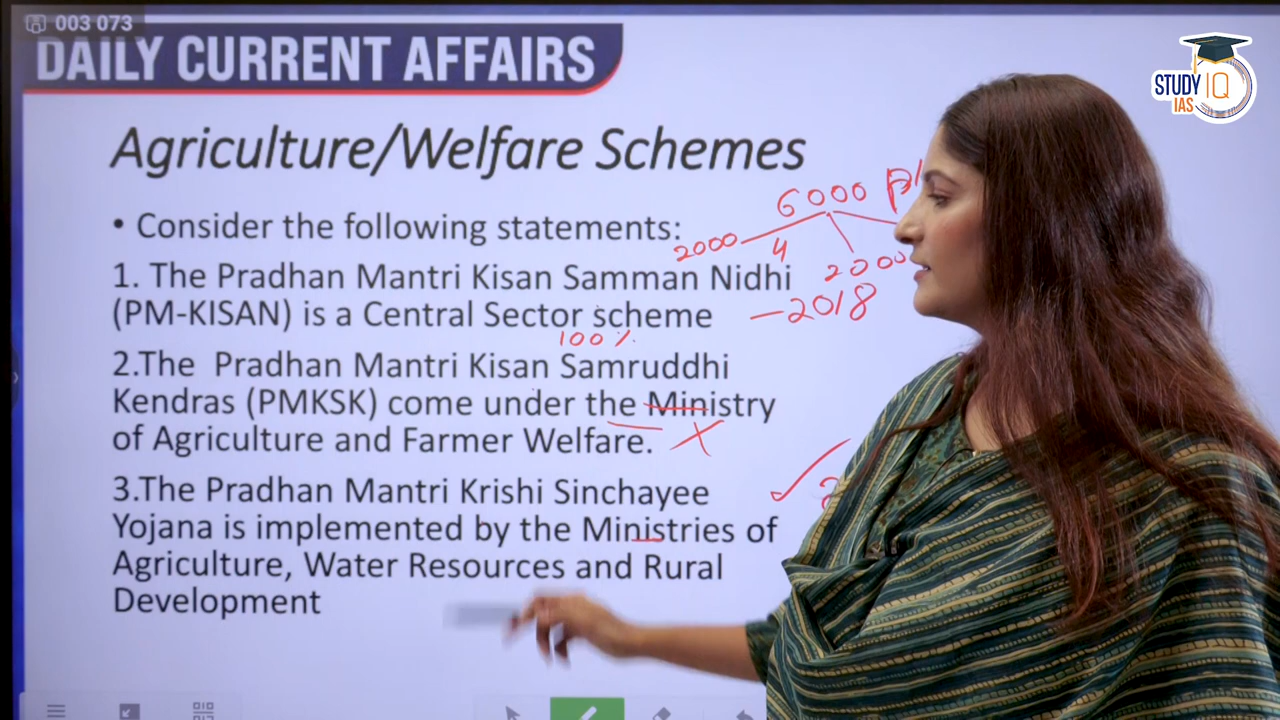 003 073
DAILY CURRENT AFFAIRS
STUDY IQ
IAS
Agriculture/Welfare Schemes
6000
2000
4
2000
• Consider the following statements:
1. The Pradhan Mantri Kisan Samman Nidhi
(PM-KISAN) is a Central Sector scheme
—2018
100 %
2.The Pradhan Mantri Kisan Samruddhi
Kendras (PMKSK) come under the Ministry
of Agriculture and Farmer Welfare.
3.The Pradhan Mantri Krishi Sinchayee
Yojana is implemented by the Ministries of
Agriculture, Water Resources and Rural
Development